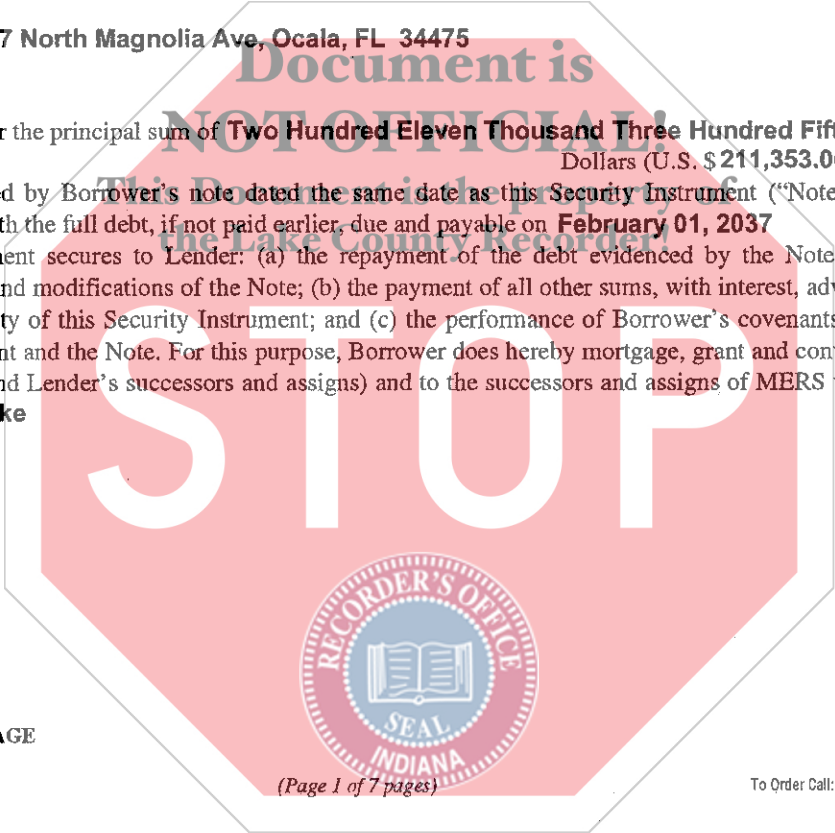 7 North Magnolia Ave, Ocala, FL 34475
Document is
NOT OFFICIAL!
r the principal sum of Two Hundred Eleven Thousand Three Hundred Fift
Dollars (U.S. $ 211,353.0
This Document is the property of
d by Borrower's note dated the same date as this Security Instrument ("Note
th the full debt, if not paid earlier, due and payable on February 01, 2037
the Lake County Recorder!
ent secures to Lender: (a) the repayment of the debt evidenced by the Note
nd modifications of the Note; (b) the payment of all other sums, with interest, adv
ty of this Security Instrument; and (c) the performance of Borrower's covenants
nt and the Note. For this purpose, Borrower does hereby mortgage, grant and con
nd Lender's successors and assigns) and to the successors and assigns of MERS
ke
STOP
RECORDER'S OFFICE
SEAL
INDIANA
AGE
(Page 1 of 7 pages)
To Order Call: